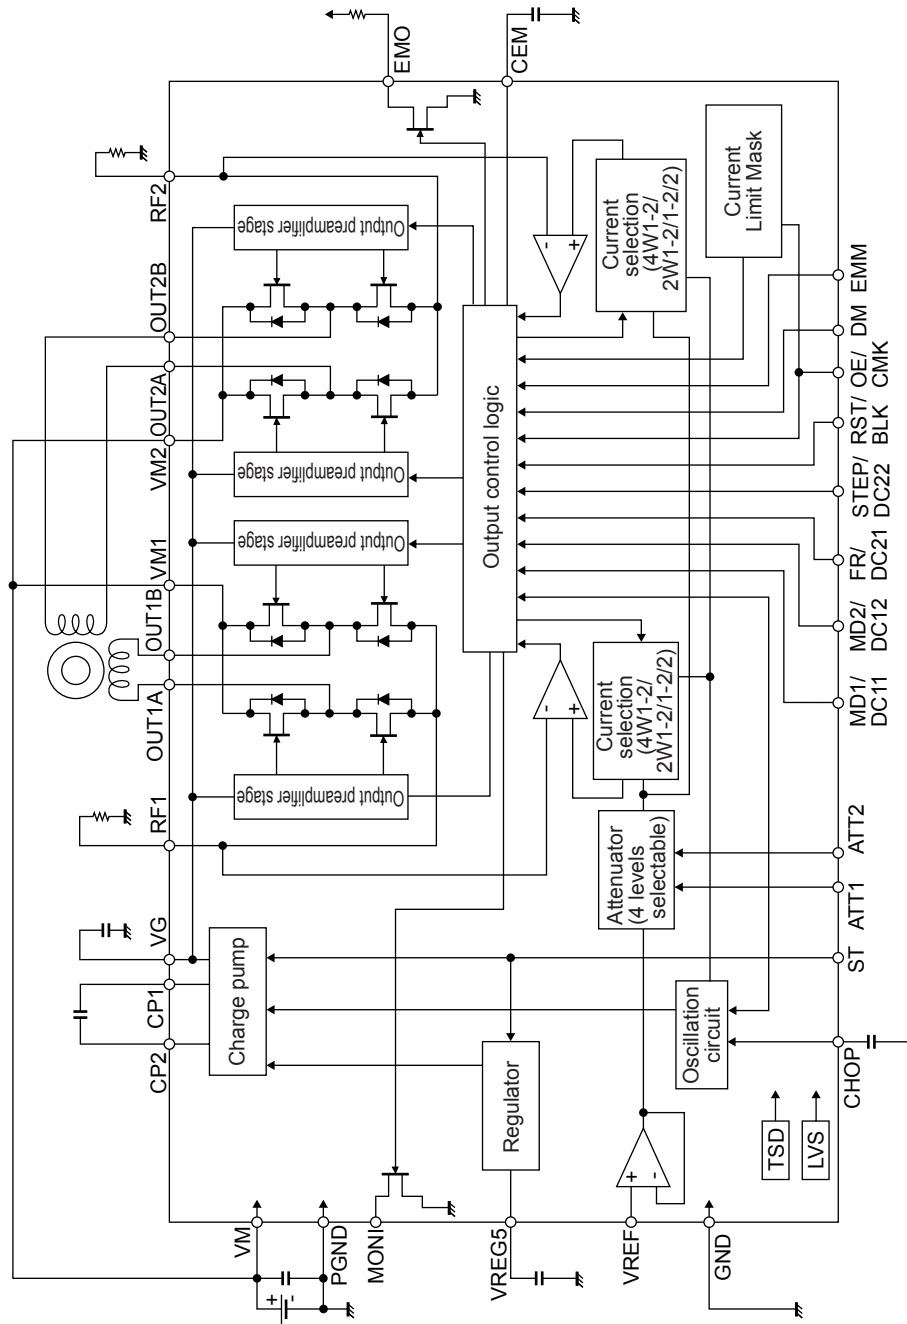 EMO
CEM
RF2
OUT2B
OUT2A
VM2
VM1
OUT1B
OUT1A
RF1
VG
CP1
CP2
VM
PGND
MONI
VREG5
VREF
GND
Output preamplifier stage
Output preamplifier stage
Output preamplifier stage
Output preamplifier stage
Output control logic
Charge pump
Regulator
+
-
+
-
Current
selection
(4W1-2/
2W1-2/1-2/2)
Current
Limit Mask
+
-
Current
selection
(4W1-2/
2W1-2/1-2/2)
Attenuator
(4 levels
selectable)
Oscillation
circuit
+
-
TSD
LVS
EMM
DM
OE/
CMK
RST/
BLK
STEP/
DC22
FR/
DC21
MD2/
DC12
MD1/
DC11
ATT2
ATT1
ST
CHOP